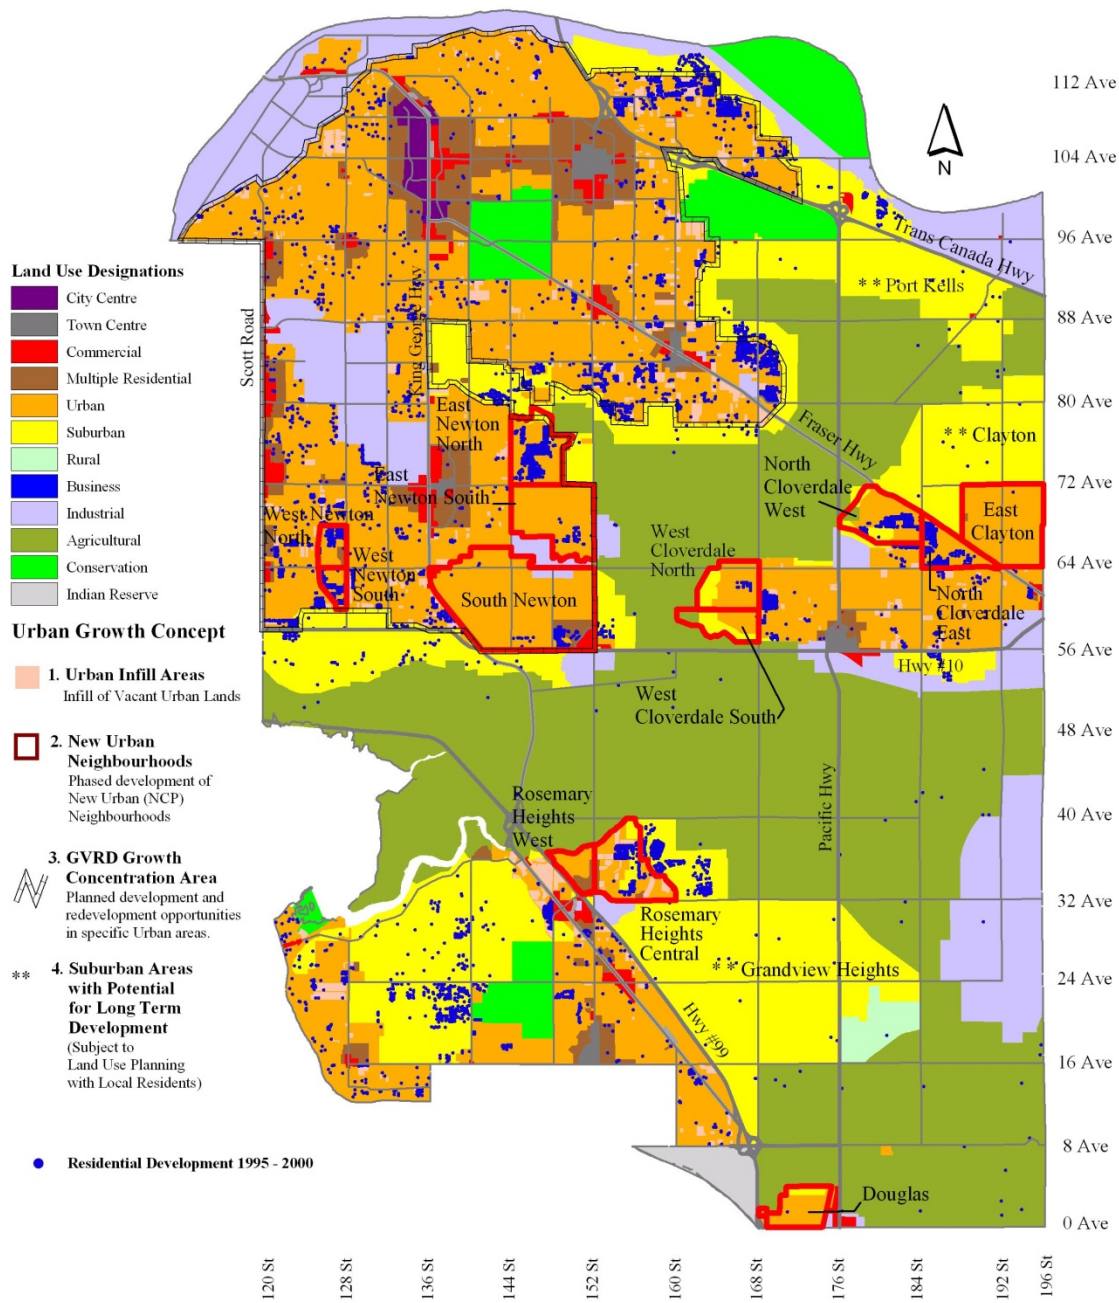 Land Use Designations
City Centre
Town Centre
Commercial
Multiple Residential
Urban
Suburban
Rural
Business
Industrial
Agricultural
Conservation
Indian Reserve
Urban Growth Concept
1. Urban Infill Areas
Infill of Vacant Urban Lands
2. New Urban
Neighbourhoods
Phased development of
New Urban (NCP)
Neighbourhoods
3. GVRD Growth
Concentration Area
Planned development and
redevelopment opportunities
in specific Urban areas.
** 4. Suburban Areas
with Potential
for Long Term
Development
(Subject to
Land Use Planning
with Local Residents)
Residential Development 1995 - 2000
N
Scott Road
King George Hwy
Trans Canada Hwy
** Port Kells
Fraser Hwy
** Clayton
East
Newton
North
East
Newton South
West Newton
North
West
Newton
South
South Newton
North
Cloverdale
West
East
Clayton
West
Cloverdale
North
North
Cloverdale
East
Hwy #10
West
Cloverdale South
Pacific Hwy
Rosemary
Heights
West
Rosemary
Heights
Central
** Grandview Heights
Hwy #99
Douglas
112 Ave
104 Ave
96 Ave
88 Ave
80 Ave
72 Ave
64 Ave
56 Ave
48 Ave
40 Ave
32 Ave
24 Ave
16 Ave
8 Ave
0 Ave
120 St
128 St
136 St
144 St
152 St
160 St
168 St
176 St
184 St
192 St
196 St